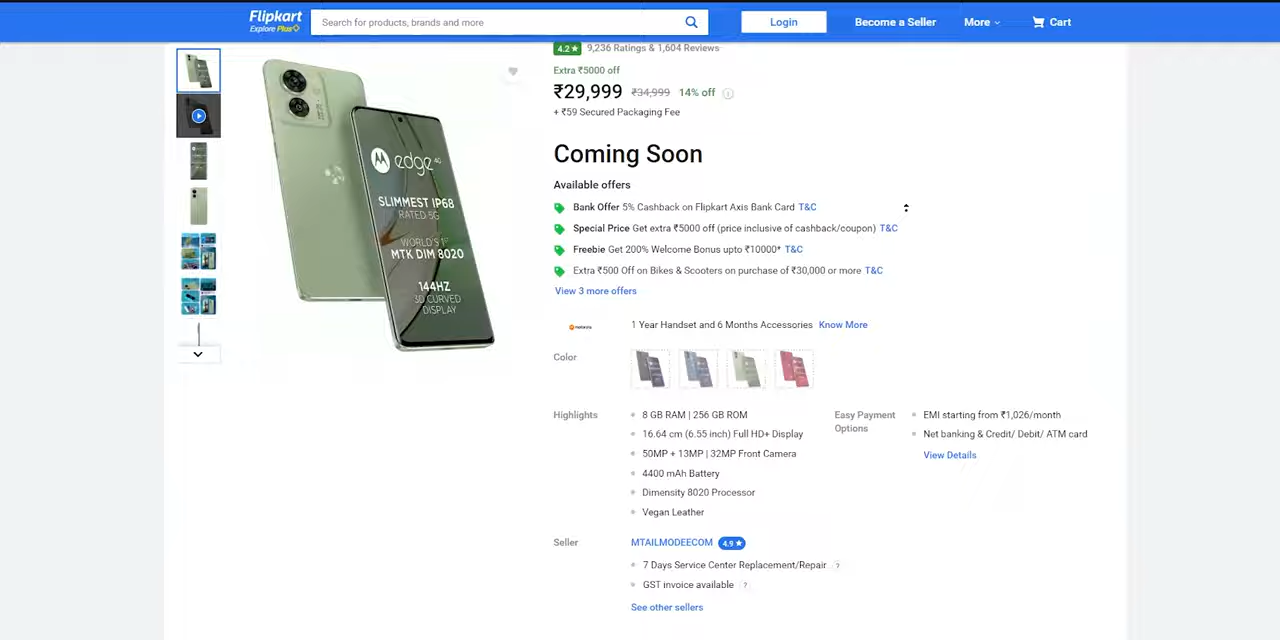 Flipkart
Explore Plus
Search for products, brands and more
Login
Become a Seller
More
Cart
4.2★ 9,236 Ratings & 1,604 Reviews
Extra ₹5000 off
₹29,999 ₹34,999 14% off
+ ₹59 Secured Packaging Fee
Coming Soon
Available offers
Bank Offer 5% Cashback on Flipkart Axis Bank Card T&C
Special Price Get extra ₹5000 off (price inclusive of cashback/coupon) T&C
Freebie Get 200% Welcome Bonus upto ₹10000* T&C
Extra ₹500 Off on Bikes & Scooters on purchase of ₹30,000 or more T&C
View 3 more offers
edge 40
SLIMMEST IP68
RATED 5G
WORLD'S 1ST
MTK DIM 8020
144HZ
3D CURVED
DISPLAY
motorola
1 Year Handset and 6 Months Accessories Know More
Color
Highlights
8 GB RAM | 256 GB ROM
16.64 cm (6.55 inch) Full HD+ Display
50MP + 13MP | 32MP Front Camera
4400 mAh Battery
Dimensity 8020 Processor
Vegan Leather
Easy Payment
Options
EMI starting from ₹1,026/month
Net banking & Credit/ Debit/ ATM card
View Details
Seller
MTAILMODEECOM 4.9★
7 Days Service Center Replacement/Repair ?
GST invoice available ?
See other sellers